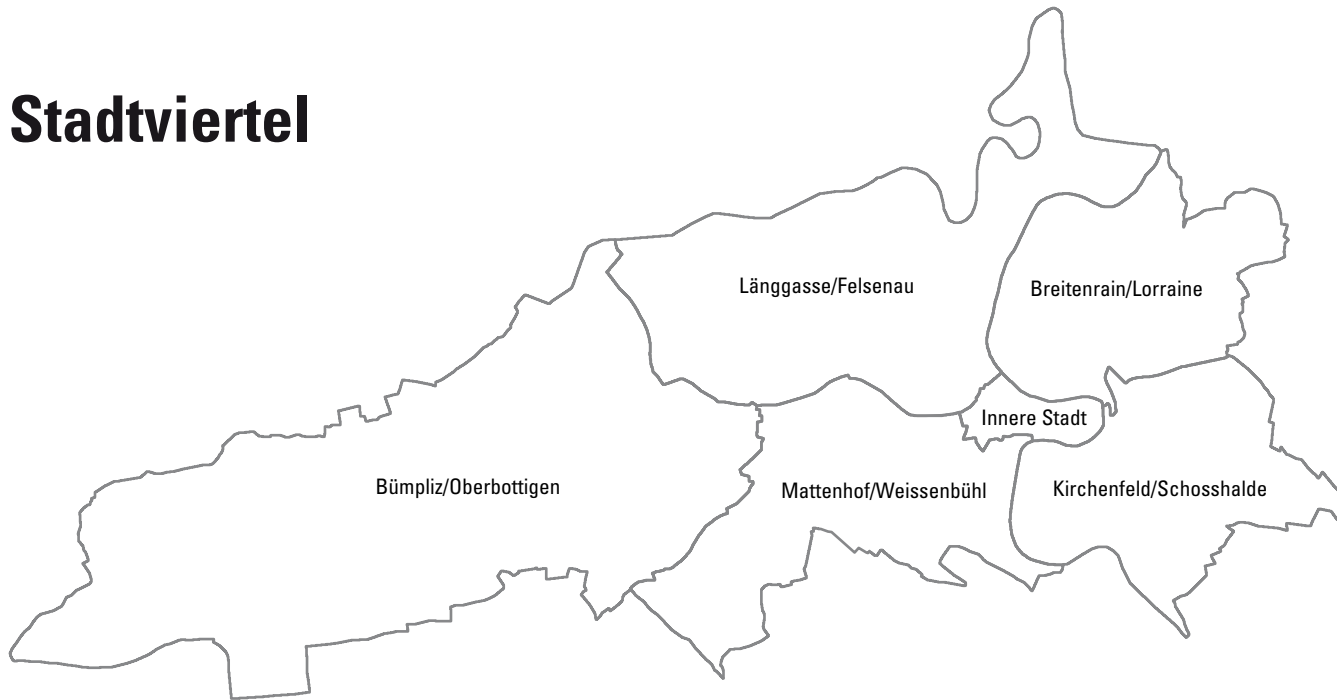 Stadtviertel
Länggasse/Felsenau
Breitenrain/Lorraine
Innere Stadt
Bümpliz/Oberbottigen
Mattenhof/Weissenbühl
Kirchenfeld/Schosshalde